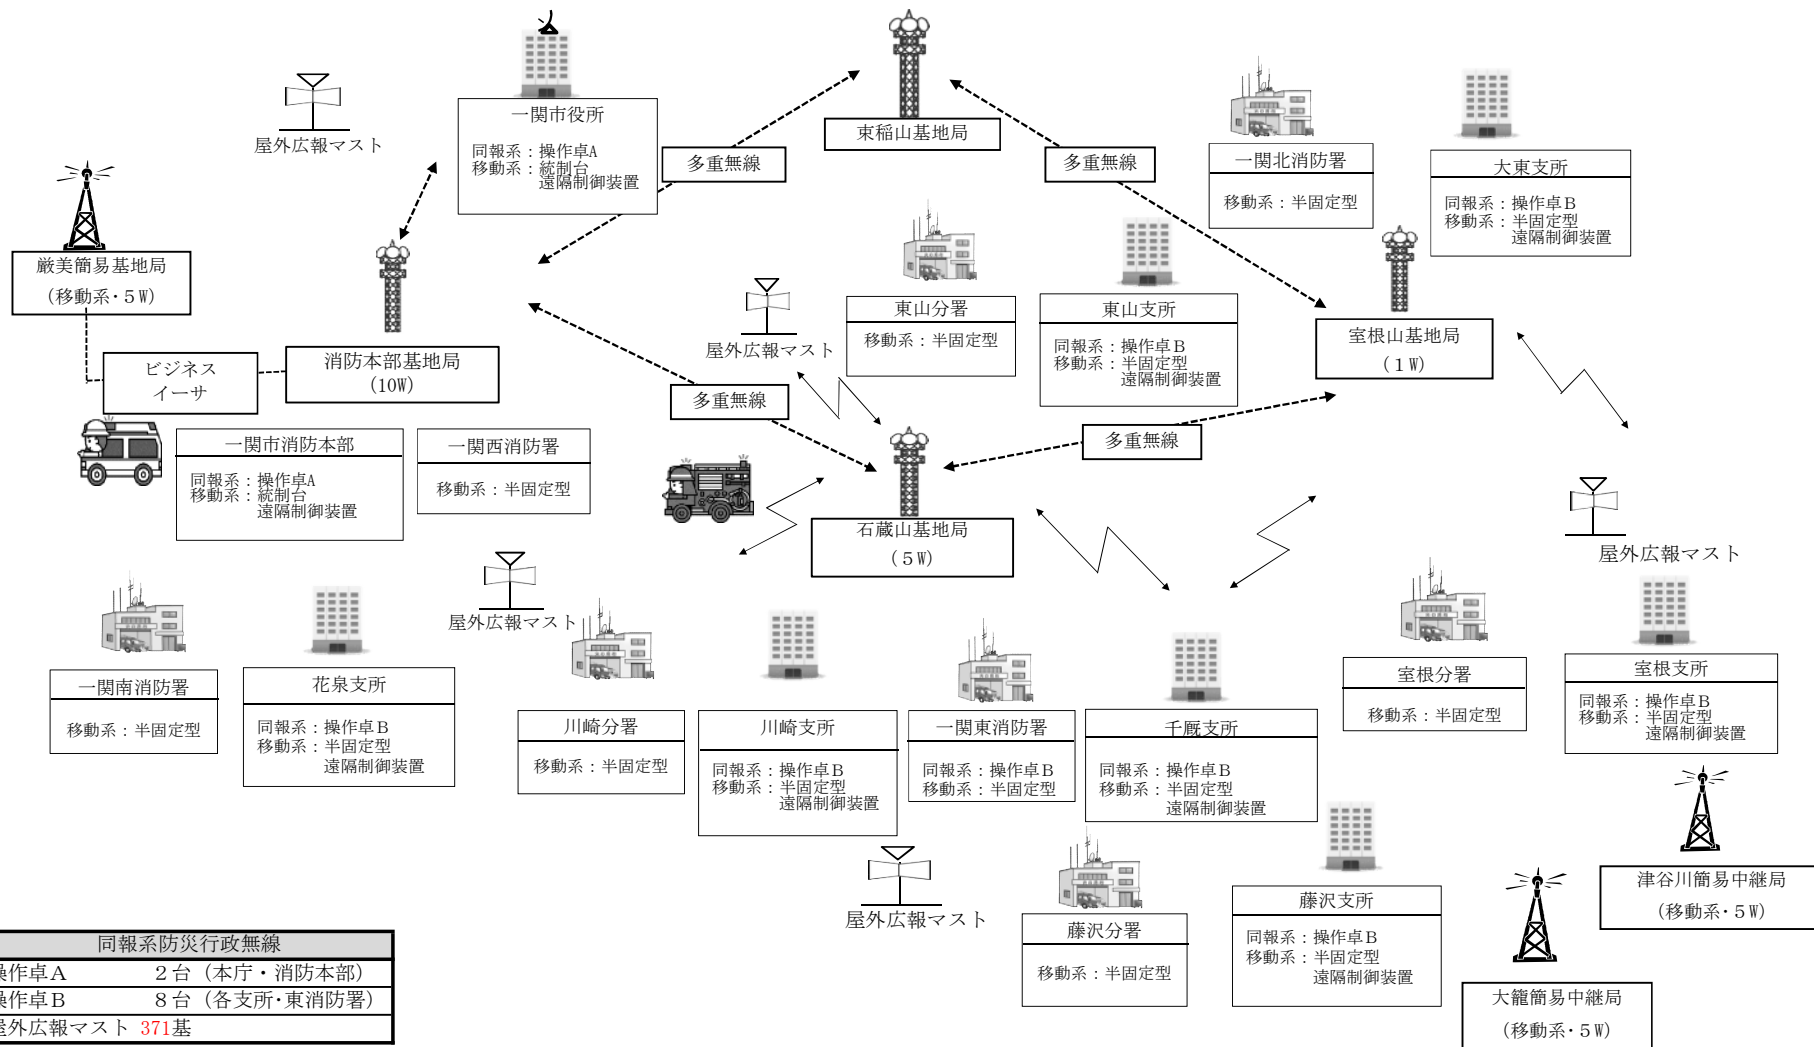 一関市役所
同報系：操作卓A
移動系：統制台
遠隔制御装置
屋外広報マスト
多重無線
束稲山基地局
多重無線
一関北消防署
移動系：半固定型
大東支所
同報系：操作卓B
移動系：半固定型
遠隔制御装置
厳美簡易基地局
(移動系・5W)
ビジネス
イーサ
消防本部基地局
(10W)
屋外広報マスト
東山分署
移動系：半固定型
東山支所
同報系：操作卓B
移動系：半固定型
遠隔制御装置
室根山基地局
(1W)
多重無線
多重無線
一関市消防本部
同報系：操作卓A
移動系：統制台
遠隔制御装置
一関西消防署
移動系：半固定型
石蔵山基地局
(5W)
屋外広報マスト
屋外広報マスト
一関南消防署
移動系：半固定型
花泉支所
同報系：操作卓B
移動系：半固定型
遠隔制御装置
川崎分署
移動系：半固定型
川崎支所
同報系：操作卓B
移動系：半固定型
遠隔制御装置
一関東消防署
同報系：操作卓B
移動系：半固定型
千厩支所
同報系：操作卓B
移動系：半固定型
遠隔制御装置
室根分署
移動系：半固定型
室根支所
同報系：操作卓B
移動系：半固定型
遠隔制御装置
屋外広報マスト
藤沢分署
移動系：半固定型
藤沢支所
同報系：操作卓B
移動系：半固定型
遠隔制御装置
津谷川簡易中継局
(移動系・5W)
大籠簡易中継局
(移動系・5W)
同報系防災行政無線
操作卓A 2台（本庁・消防本部）
操作卓B 8台（各支所・東消防署）
屋外広報マスト 371基